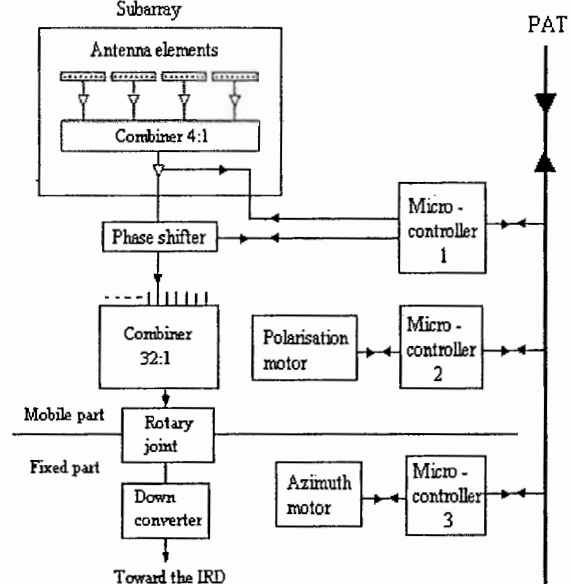 Subarray
PAT
Antenna elements
Combiner 4:1
Phase shifter
Micro -
controller
1
Combiner
32:1
Polarisation
motor
Micro -
controller
2
Mobile part
Rotary
joint
Fixed part
Azimuth
motor
Micro-
controller
3
Down
converter
Toward the IRD